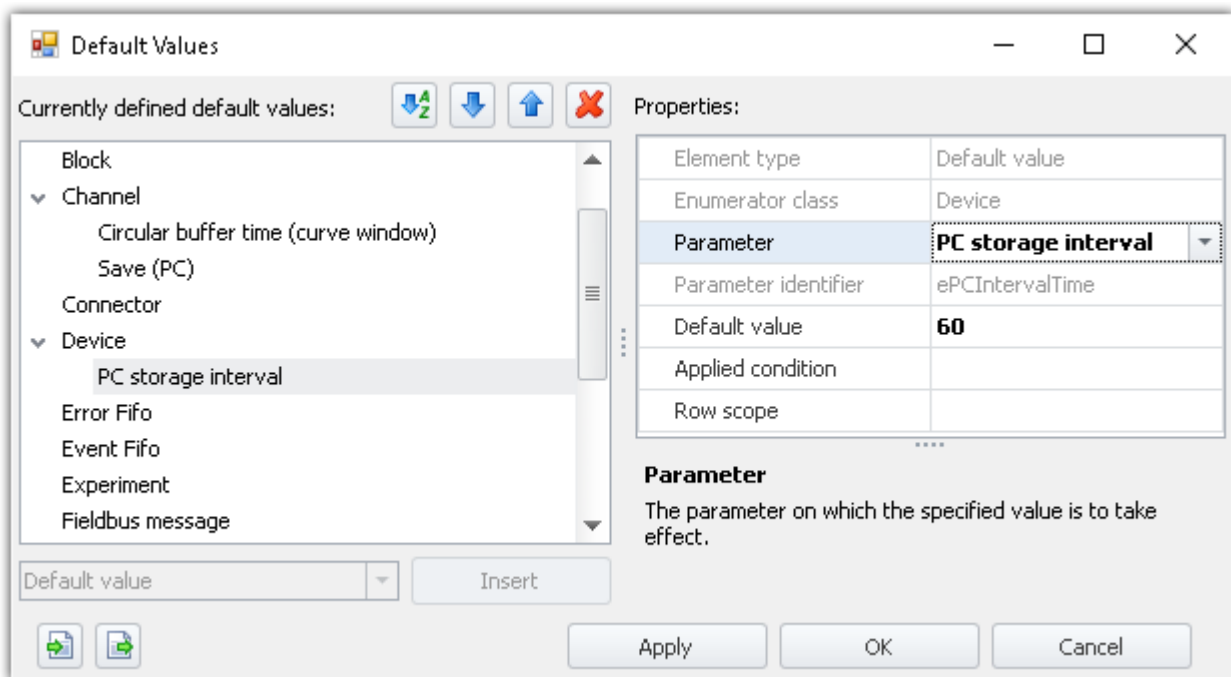 Default Values
Currently defined default values:
Block
Channel
Circular buffer time (curve window)
Save (PC)
Connector
Device
PC storage interval
Error Fifo
Event Fifo
Experiment
Fieldbus message
Default value
Insert
Properties:
Element type Default value
Enumerator class Device
Parameter PC storage interval
Parameter identifier ePCIntervalTime
Default value 60
Applied condition
Row scope
Parameter
The parameter on which the specified value is to take
effect.
Apply
OK
Cancel